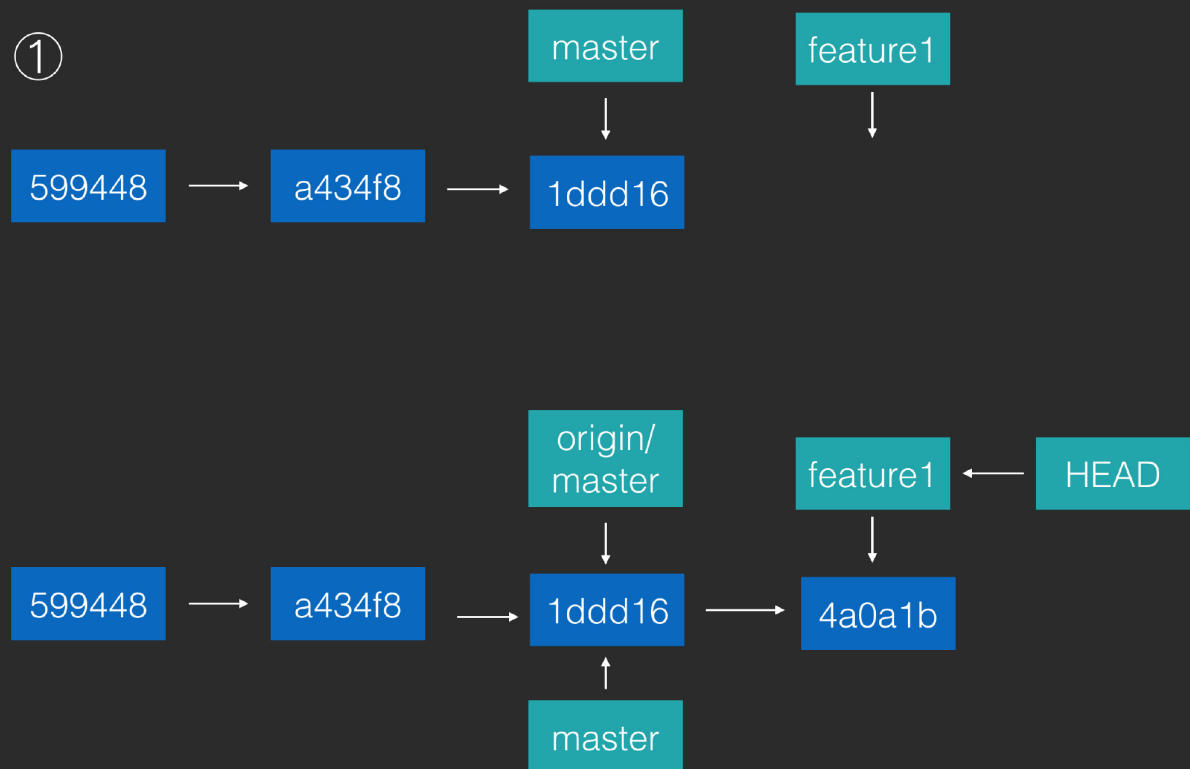 ①
master
feature1
599448
a434f8
1ddd16
origin/
master
feature1
HEAD
599448
a434f8
1ddd16
4a0a1b
master